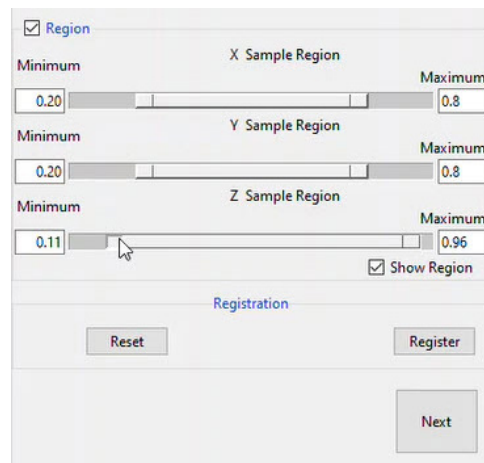 Region
X Sample Region
Minimum
Maximum
0.20
0.8
Y Sample Region
Minimum
Maximum
0.20
0.8
Z Sample Region
Minimum
Maximum
0.11
0.96
Show Region
Registration
Reset
Register
Next